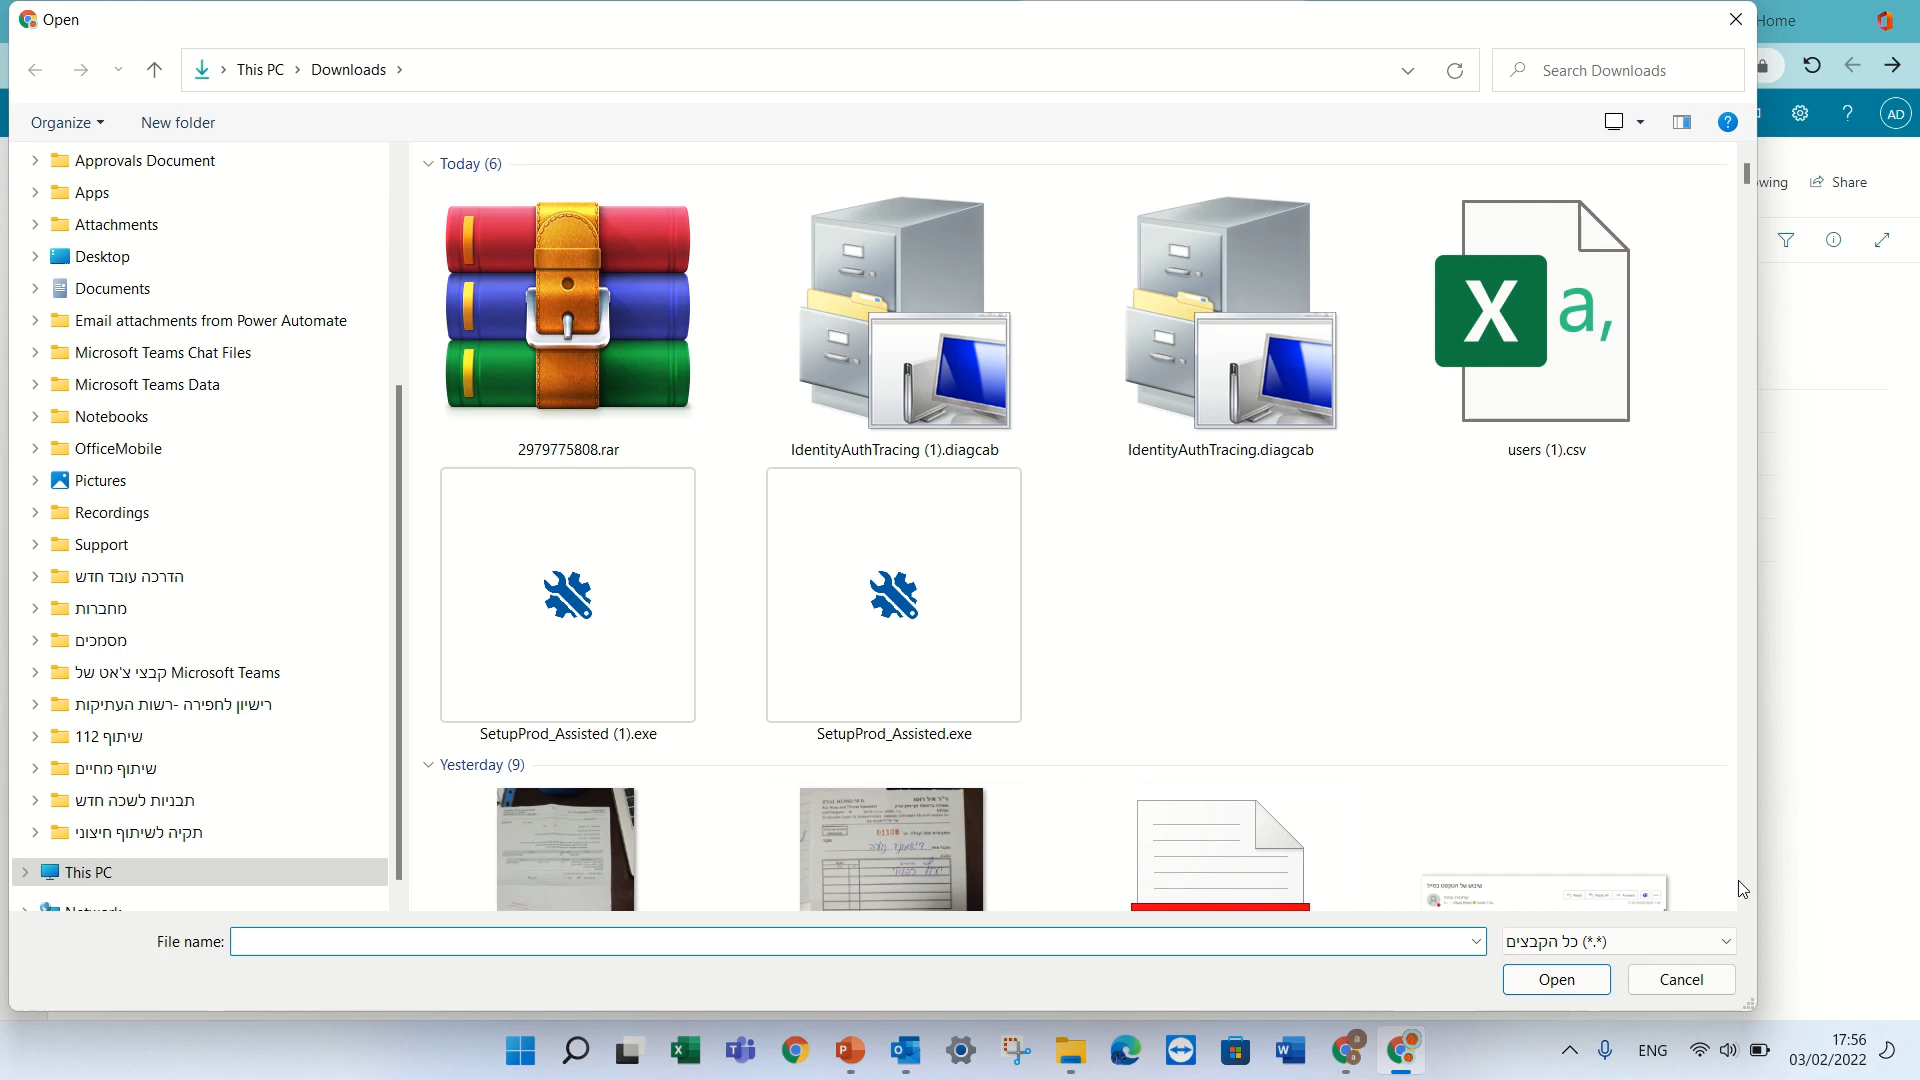 Open
Home
This PC
Downloads
Search Downloads
Organize
New folder
AD
Share
Approvals Document
Apps
Attachments
Desktop
Documents
Email attachments from Power Automate
Microsoft Teams Chat Files
Microsoft Teams Data
Notebooks
OfficeMobile
Pictures
Recordings
Support
הדרכה עובד חדש
מחברות
מסמכים
קבצי צ'אט של Microsoft Teams
רישיון לחפירה -רשות העתיקות
שיתוף 112
שיתוף מחיים
תבניות לשכה חדש
תקיה לשיתוף חיצוני
This PC
Today (6)
2979775808.rar
IdentityAuthTracing (1).diagcab
IdentityAuthTracing.diagcab
users (1).csv
SetupProd_Assisted (1).exe
SetupProd_Assisted.exe
Yesterday (9)
01108
File name:
כל הקבצים (*.*)
Open
Cancel
ENG
17:56
03/02/2022